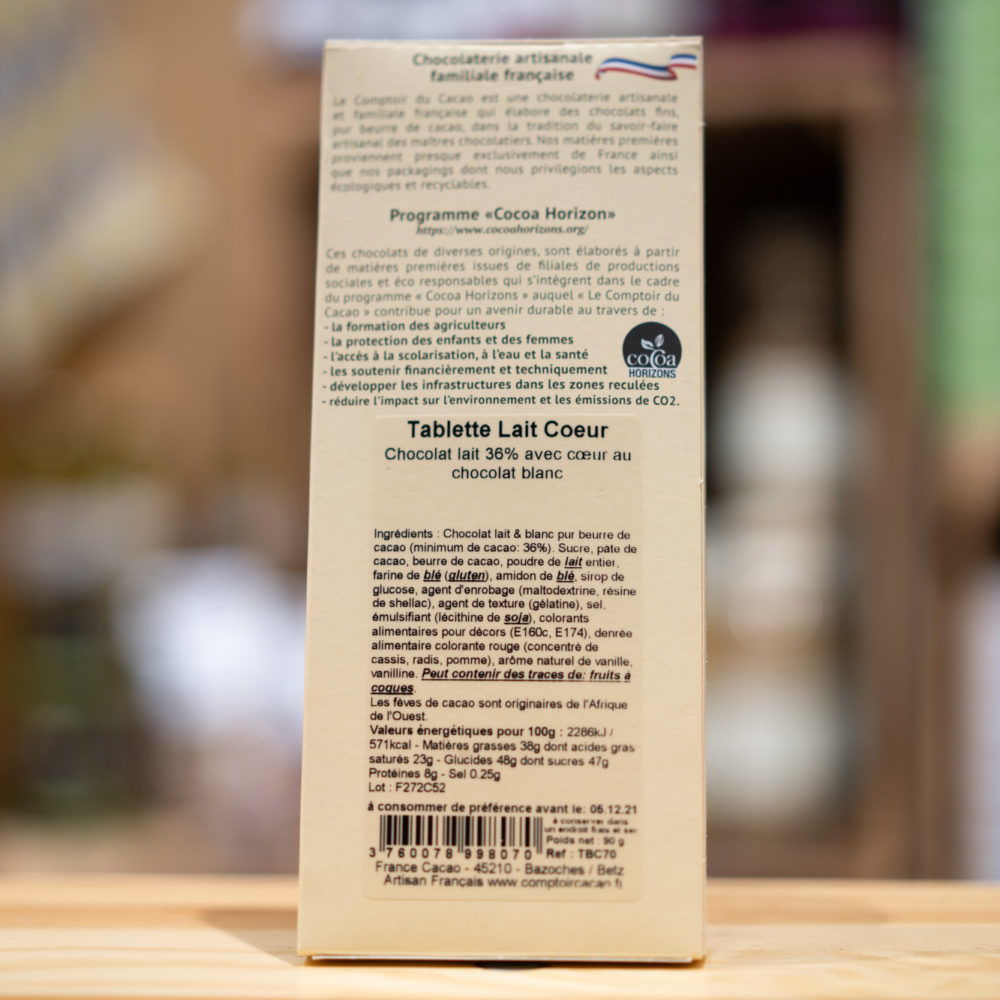 Chocolaterie artisanale
familiale française
Le Comptoir du Cacao est une chocolaterie artisanale
et familiale française qui élabore des chocolats fins,
pur beurre de cacao, dans la tradition du savoir-faire
artisanal des maîtres chocolatiers. Nos matières premières
proviennent presque exclusivement de France ainsi
que nos packagings dont nous privilegions les aspects
écologiques et recyclables.
Programme «Cocoa Horizon»
https://www.cocoahorizons.org/
Ces chocolats de diverses origines, sont élaborés à partir
de matières premières issues de filiales de productions
sociales et éco responsables qui s'intègrent dans le cadre
du programme « Cocoa Horizons » auquel « Le Comptoir du
Cacao » contribue pour un avenir durable au travers de :
- la formation des agriculteurs
- la protection des enfants et des femmes
- l'accès à la scolarisation, à l'eau et la santé
- les soutenir financièrement et techniquement
- développer les infrastructures dans les zones reculées
- réduire l'impact sur l'environnement et les émissions de CO2.
cocoa
HORIZONS
Tablette Lait Coeur
Chocolat lait 36% avec cœur au
chocolat blanc
Ingrédients : Chocolat lait & blanc pur beurre de
cacao (minimum de cacao: 36%). Sucre, pâte de
cacao, beurre de cacao, poudre de lait entier,
farine de blé (gluten), amidon de blé, sirop de
glucose, agent d'enrobage (maltodextrine, résine
de shellac), agent de texture (gélatine), sel,
émulsifiant (lécithine de soja), colorants
alimentaires pour décors (E160c, E174), denrée
alimentaire colorante rouge (concentré de
cassis, radis, pomme), arôme naturel de vanille,
vanilline. Peut contenir des traces de: fruits à
coques.
Les fèves de cacao sont originaires de l'Afrique
de l'Ouest.
Valeurs énergétiques pour 100g : 2286kJ /
571kcal - Matières grasses 38g dont acides gras
saturés 23g - Glucides 48g dont sucres 47g
Protéines 8g - Sel 0.25g
Lot : F272C52
à consommer de préférence avant le: 06.12.21
à conserver dans
un endroit frais et sec
Poids net : 90 g
3 760078 998070 Ref : TBC70
France Cacao - 45210 - Bazoches / Betz
Artisan Français www.comptoircacao.fr